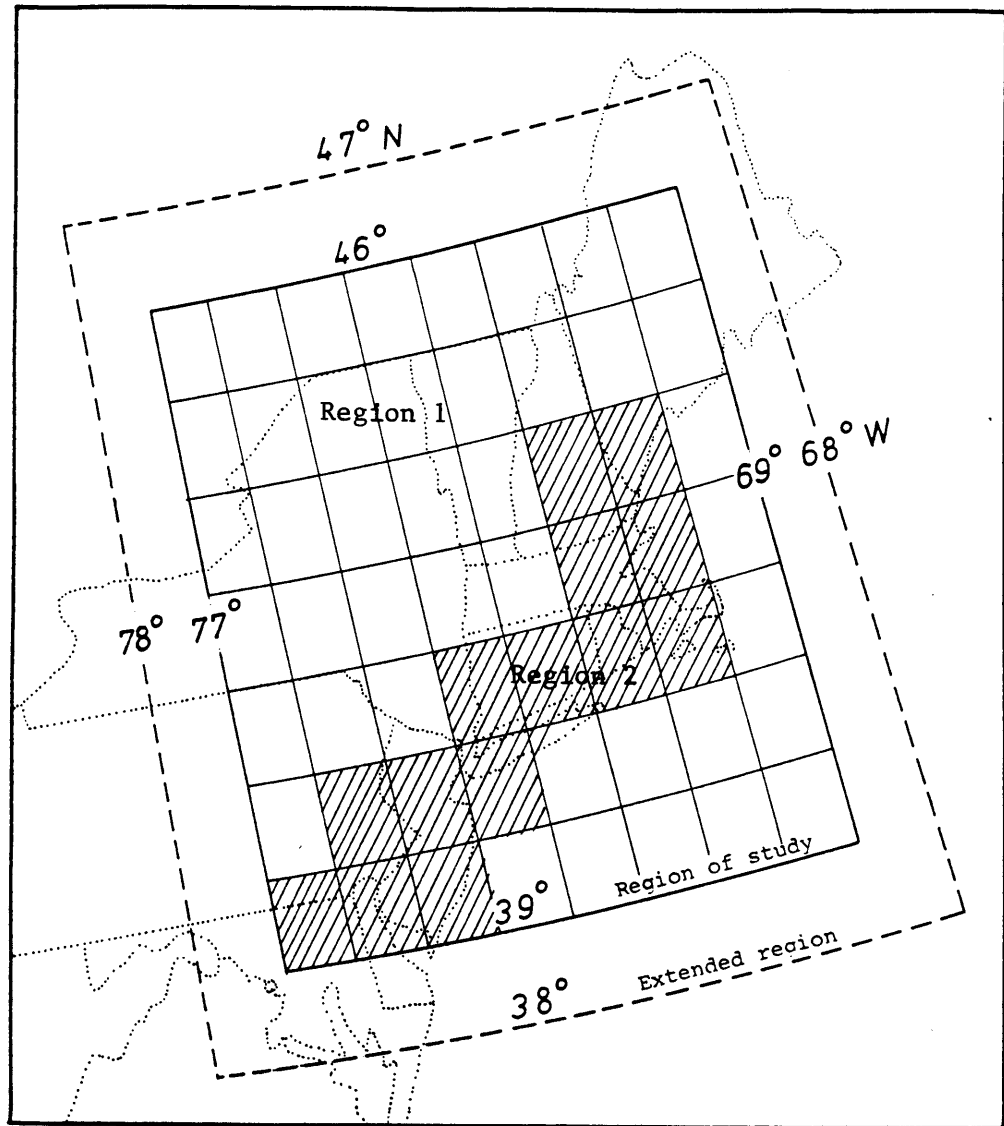 47° N
46°
Region 1
69° 68° W
78° 77°
Region 2
Region of study
39°
Extended region
38°